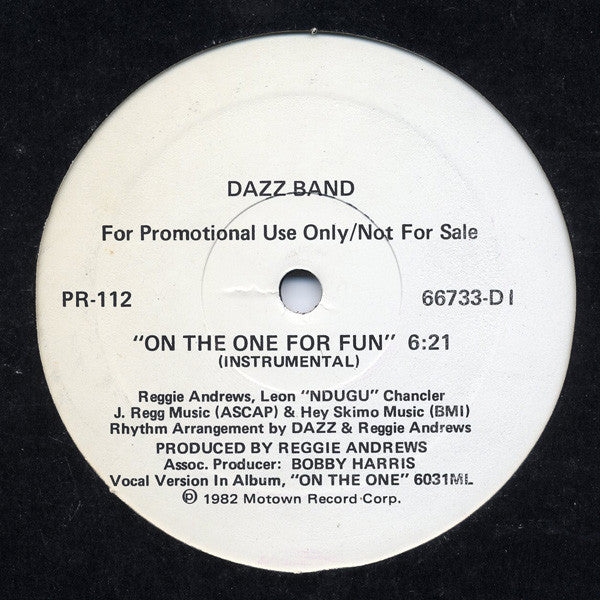 DAZZ BAND
For Promotional Use Only/Not For Sale
PR-112 66733-D1
"ON THE ONE FOR FUN" 6:21
(INSTRUMENTAL)
Reggie Andrews, Leon "NDUGU" Chancler
J. Regg Music (ASCAP) & Hey Skimo Music (BMI)
Rhythm Arrangement by DAZZ & Reggie Andrews
PRODUCED BY REGGIE ANDREWS
Assoc. Producer: BOBBY HARRIS
Vocal Version In Album, "ON THE ONE" 6031ML
℗ 1982 Motown Record Corp.